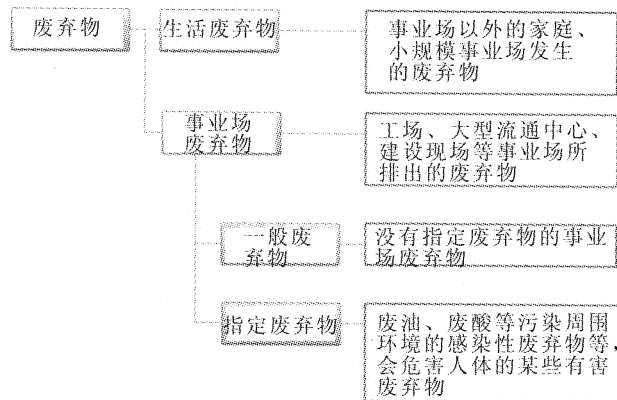 废弃物
生活废弃物
事业场以外的家庭、
小规模事业场发生
的废弃物
事业场
废弃物
工场、大型流通中心、
建设现场等事业场所
排出的废弃物
一般废
弃物
没有指定废弃物的事业
场废弃物
指定废弃物
废油、废酸等污染周围
环境的感染性废弃物等,
会危害人体的某些有害
废弃物